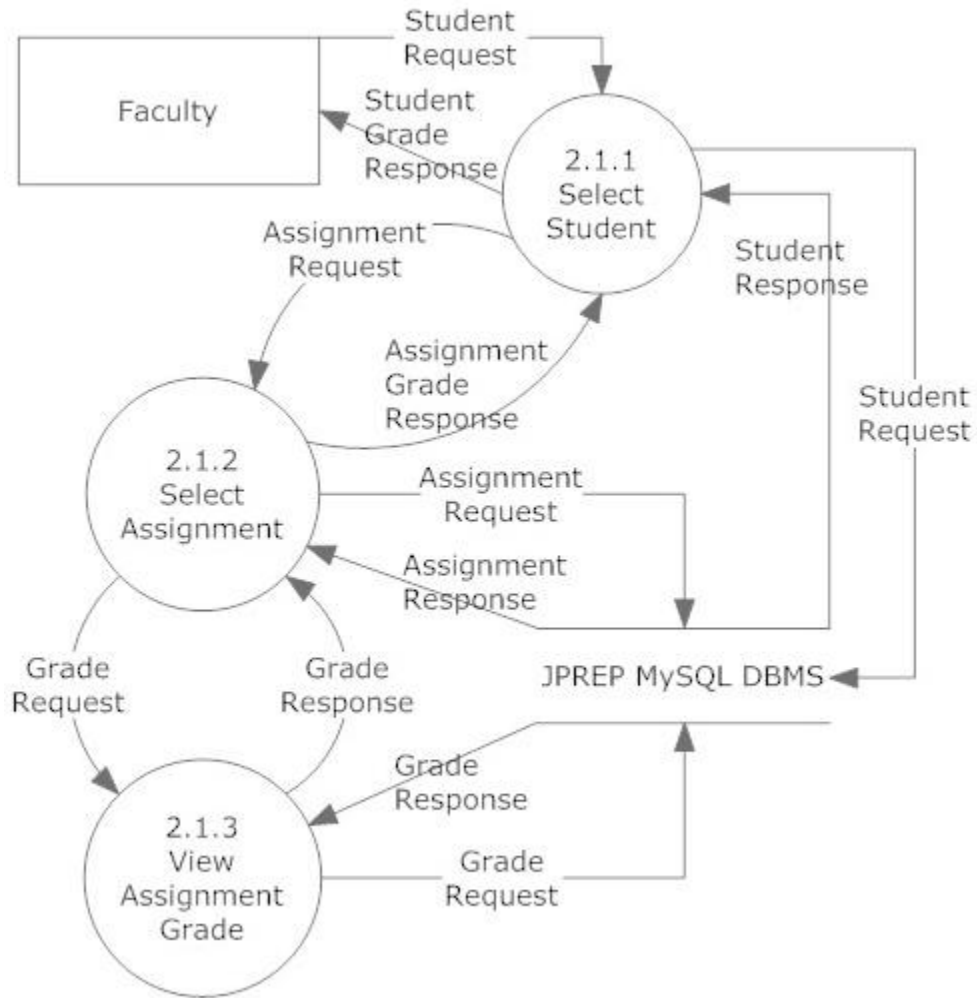 Student
Request
Faculty
Student
Grade
Response
2.1.1
Select
Student
Assignment
Request
Student
Response
Assignment
Grade
Response
Student
Request
2.1.2
Select
Assignment
Assignment
Request
Assignment
Response
Grade
Request
Grade
Response
JPREP MySQL DBMS
Grade
Response
2.1.3
View
Assignment
Grade
Grade
Request